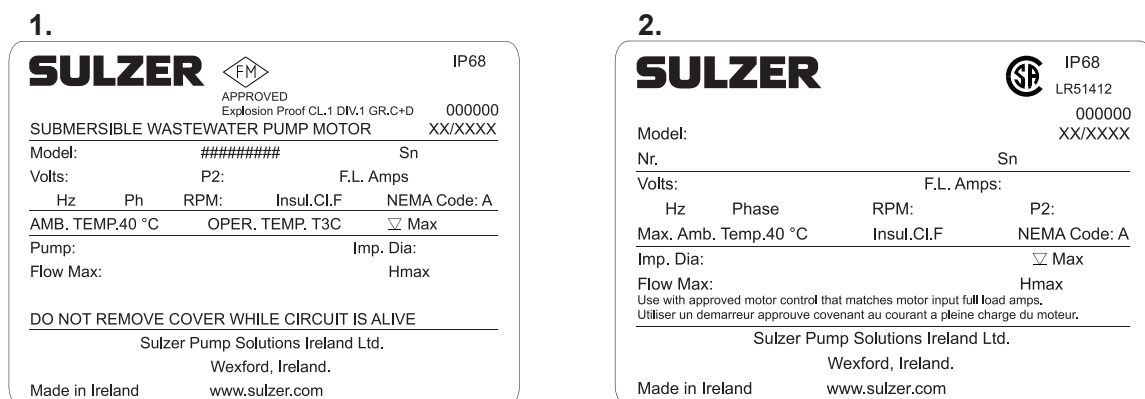 1.
SULZER
FM
IP68
APPROVED
Explosion Proof CL.1 DIV.1 GR.C+D 000000
SUBMERSIBLE WASTEWATER PUMP MOTOR XX/XXXX
Model: ######### Sn
Volts: P2: F.L. Amps
Hz Ph RPM: Insul.Cl.F NEMA Code: A
AMB. TEMP.40 °C OPER. TEMP. T3C ▽ Max
Pump: Imp. Dia:
Flow Max: Hmax
DO NOT REMOVE COVER WHILE CIRCUIT IS ALIVE
Sulzer Pump Solutions Ireland Ltd.
Wexford, Ireland.
Made in Ireland www.sulzer.com
2.
SULZER
SA
IP68
LR51412
000000
Model: XX/XXXX
Nr. Sn
Volts: F.L. Amps:
Hz Phase RPM: P2:
Max. Amb. Temp.40 °C Insul.Cl.F NEMA Code: A
Imp. Dia: ▽ Max
Flow Max: Hmax
Use with approved motor control that matches motor input full load amps.
Utiliser un demarreur approuve covenant au courant a pleine charge du moteur.
Sulzer Pump Solutions Ireland Ltd.
Wexford, Ireland.
Made in Ireland www.sulzer.com